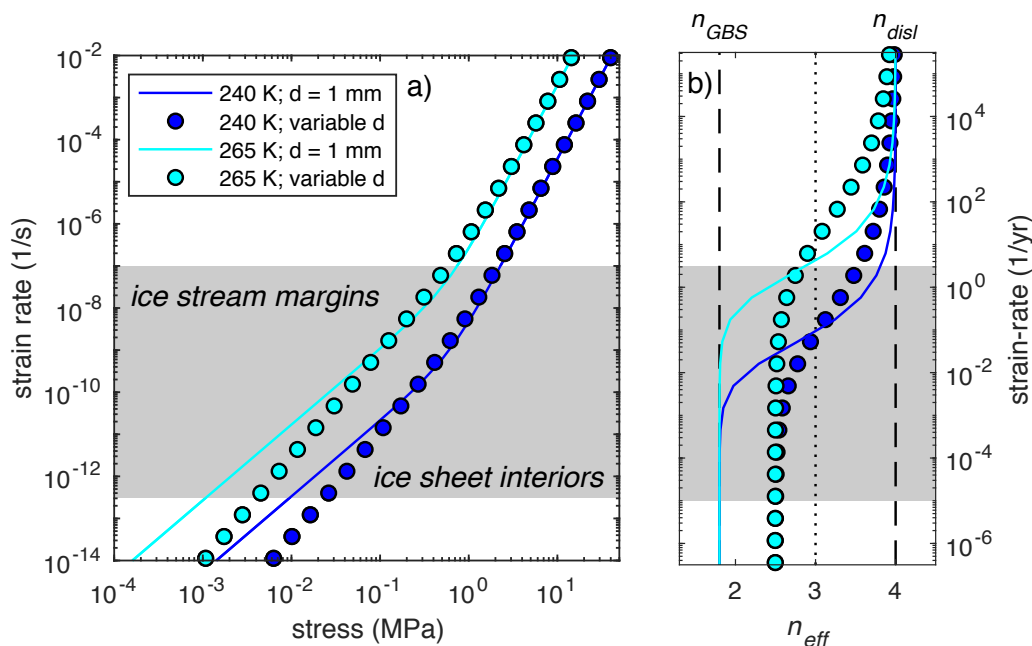 n_GBS
n_disl
10^-2
10^-4
10^-6
10^-8
10^-10
10^-12
10^-14
strain rate (1/s)
240 K; d = 1 mm
240 K; variable d
265 K; d = 1 mm
265 K; variable d
a)
ice stream margins
ice sheet interiors
10^-4
10^-3
10^-2
10^-1
10^0
10^1
stress (MPa)
b)
10^4
10^2
10^0
10^-2
10^-4
10^-6
strain-rate (1/yr)
2
3
4
n_eff